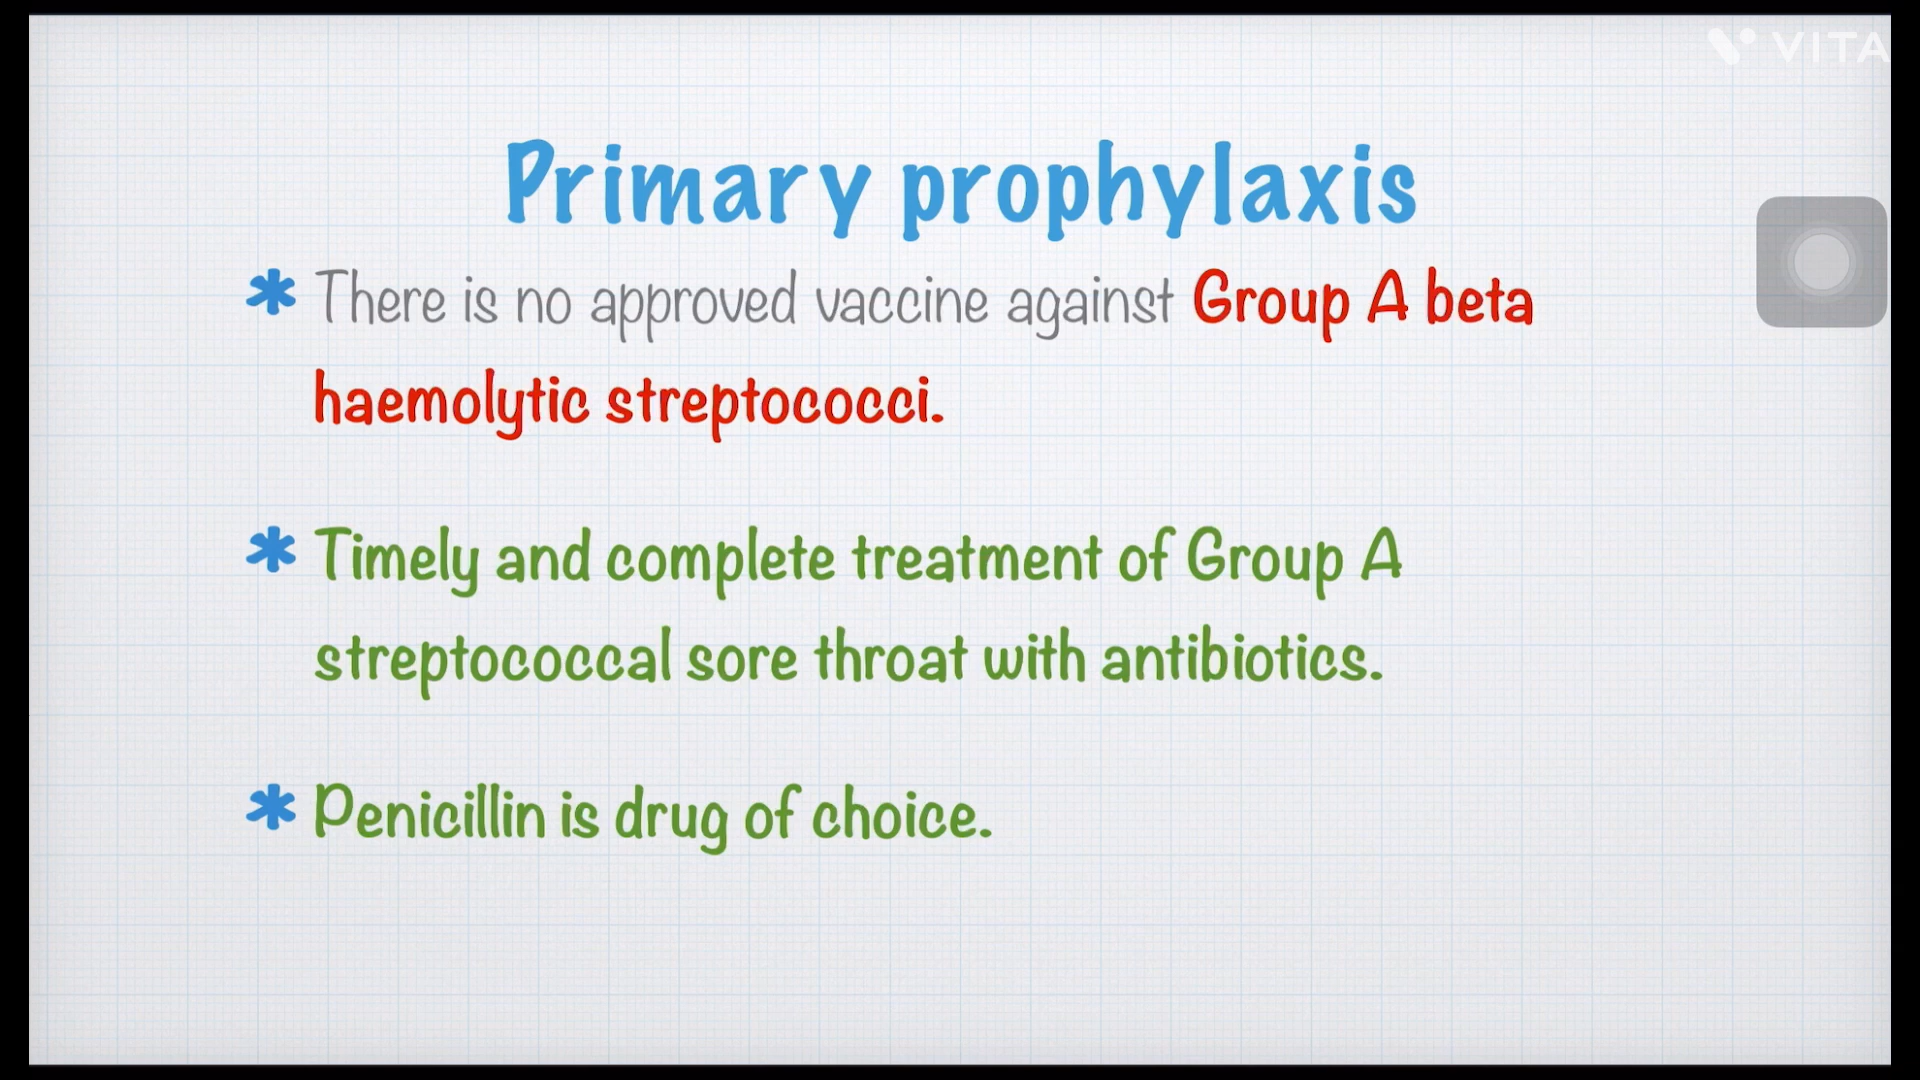 VITA
Primary prophylaxis
* There is no approved vaccine against Group A beta
haemolytic streptococci.
* Timely and complete treatment of Group A
streptococcal sore throat with antibiotics.
* Penicillin is drug of choice.